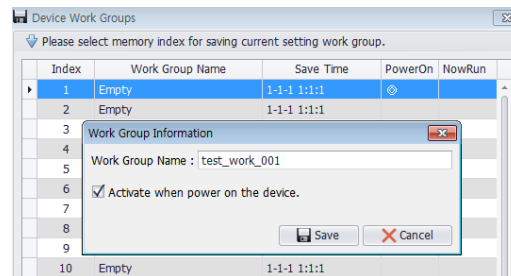 Device Work Groups
Please select memory index for saving current setting work group.
Index Work Group Name Save Time PowerOn NowRun
1 Empty 1-1-1 1:1:1
2 Empty 1-1-1 1:1:1
3
Work Group Information
4
Work Group Name : test_work_001
5
6
Activate when power on the device.
7
8
Save Cancel
9
10 Empty 1-1-1 1:1:1